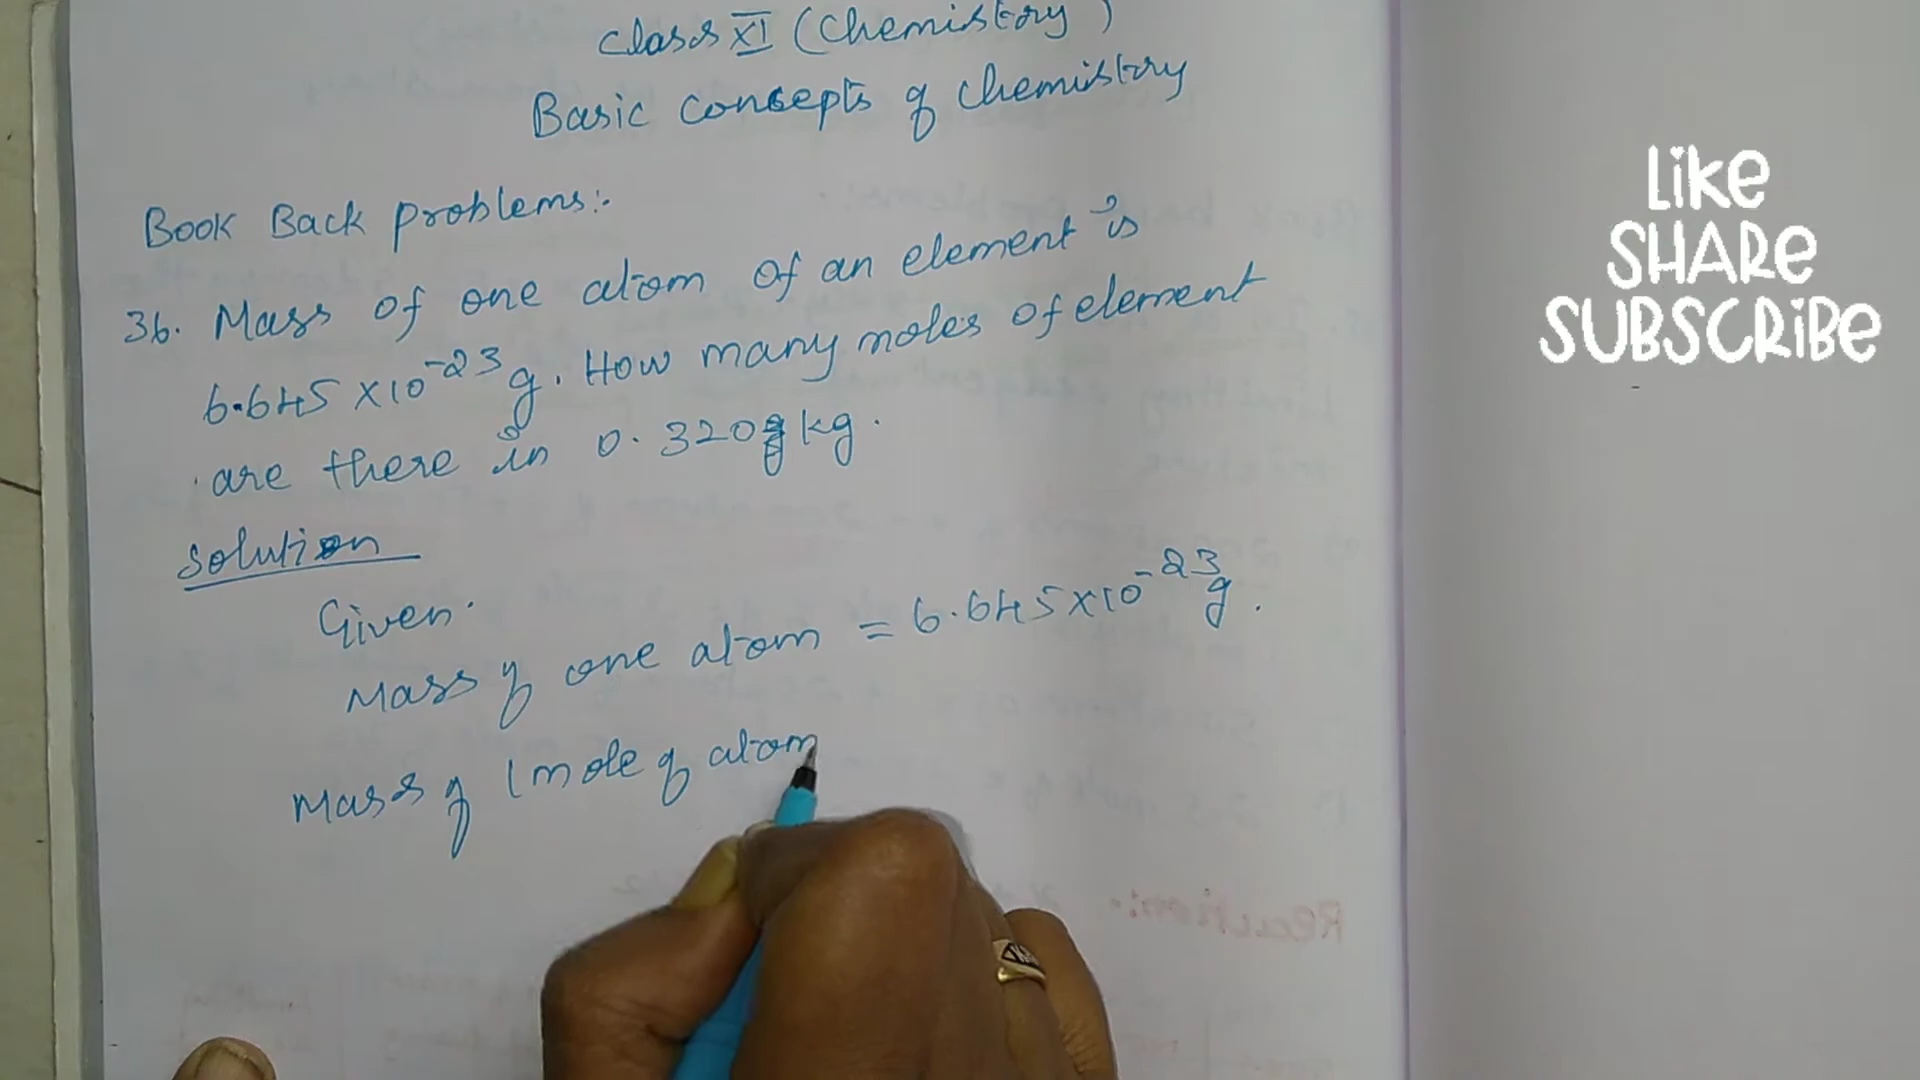 Class XI (Chemistry)
Basic concepts of chemistry
Book Back problems:-
36. Mass of one atom of an element is
6.645 x 10⁻²³ g. How many moles of element
are there in 0.320 kg.
Solution
Given.
Mass of one atom = 6.645 x 10⁻²³ g.
Mass of 1 mole of atom
LiKe
SHARe
SUBSCRiBe